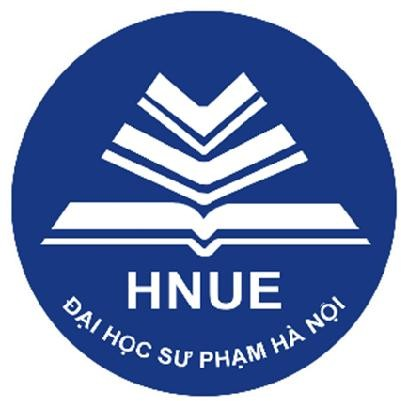 HNUE
ĐẠI HỌC SƯ PHẠM HÀ NỘI